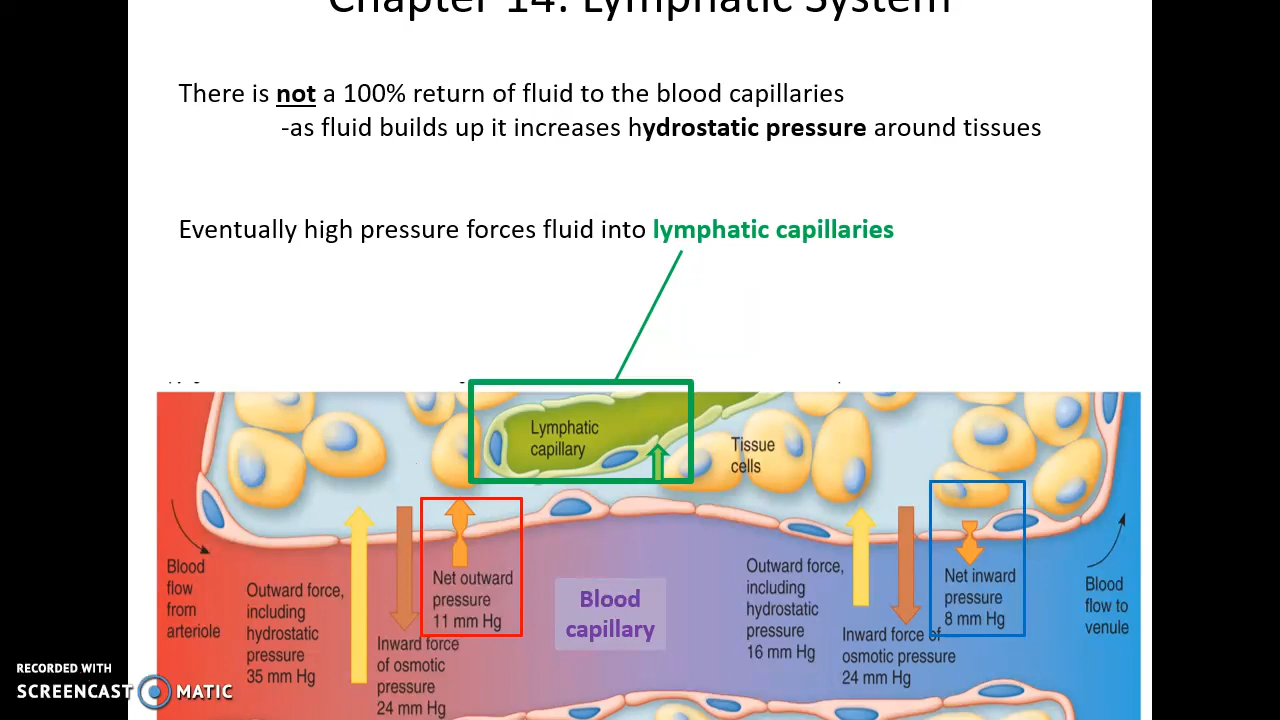 Chapter 14: Lymphatic System
There is not a 100% return of fluid to the blood capillaries
-as fluid builds up it increases hydrostatic pressure around tissues
Eventually high pressure forces fluid into lymphatic capillaries
Lymphatic
capillary
Tissue
cells
Blood
flow
from
arteriole
Outward force,
including
hydrostatic
pressure
35 mm Hg
Inward force
of osmotic
pressure
24 mm Hg
Net outward
pressure
11 mm Hg
Blood
capillary
Outward force,
including
hydrostatic
pressure
16 mm Hg
Inward force of
osmotic pressure
24 mm Hg
Net inward
pressure
8 mm Hg
Blood
flow to
venule
RECORDED WITH
SCREENCAST MATIC